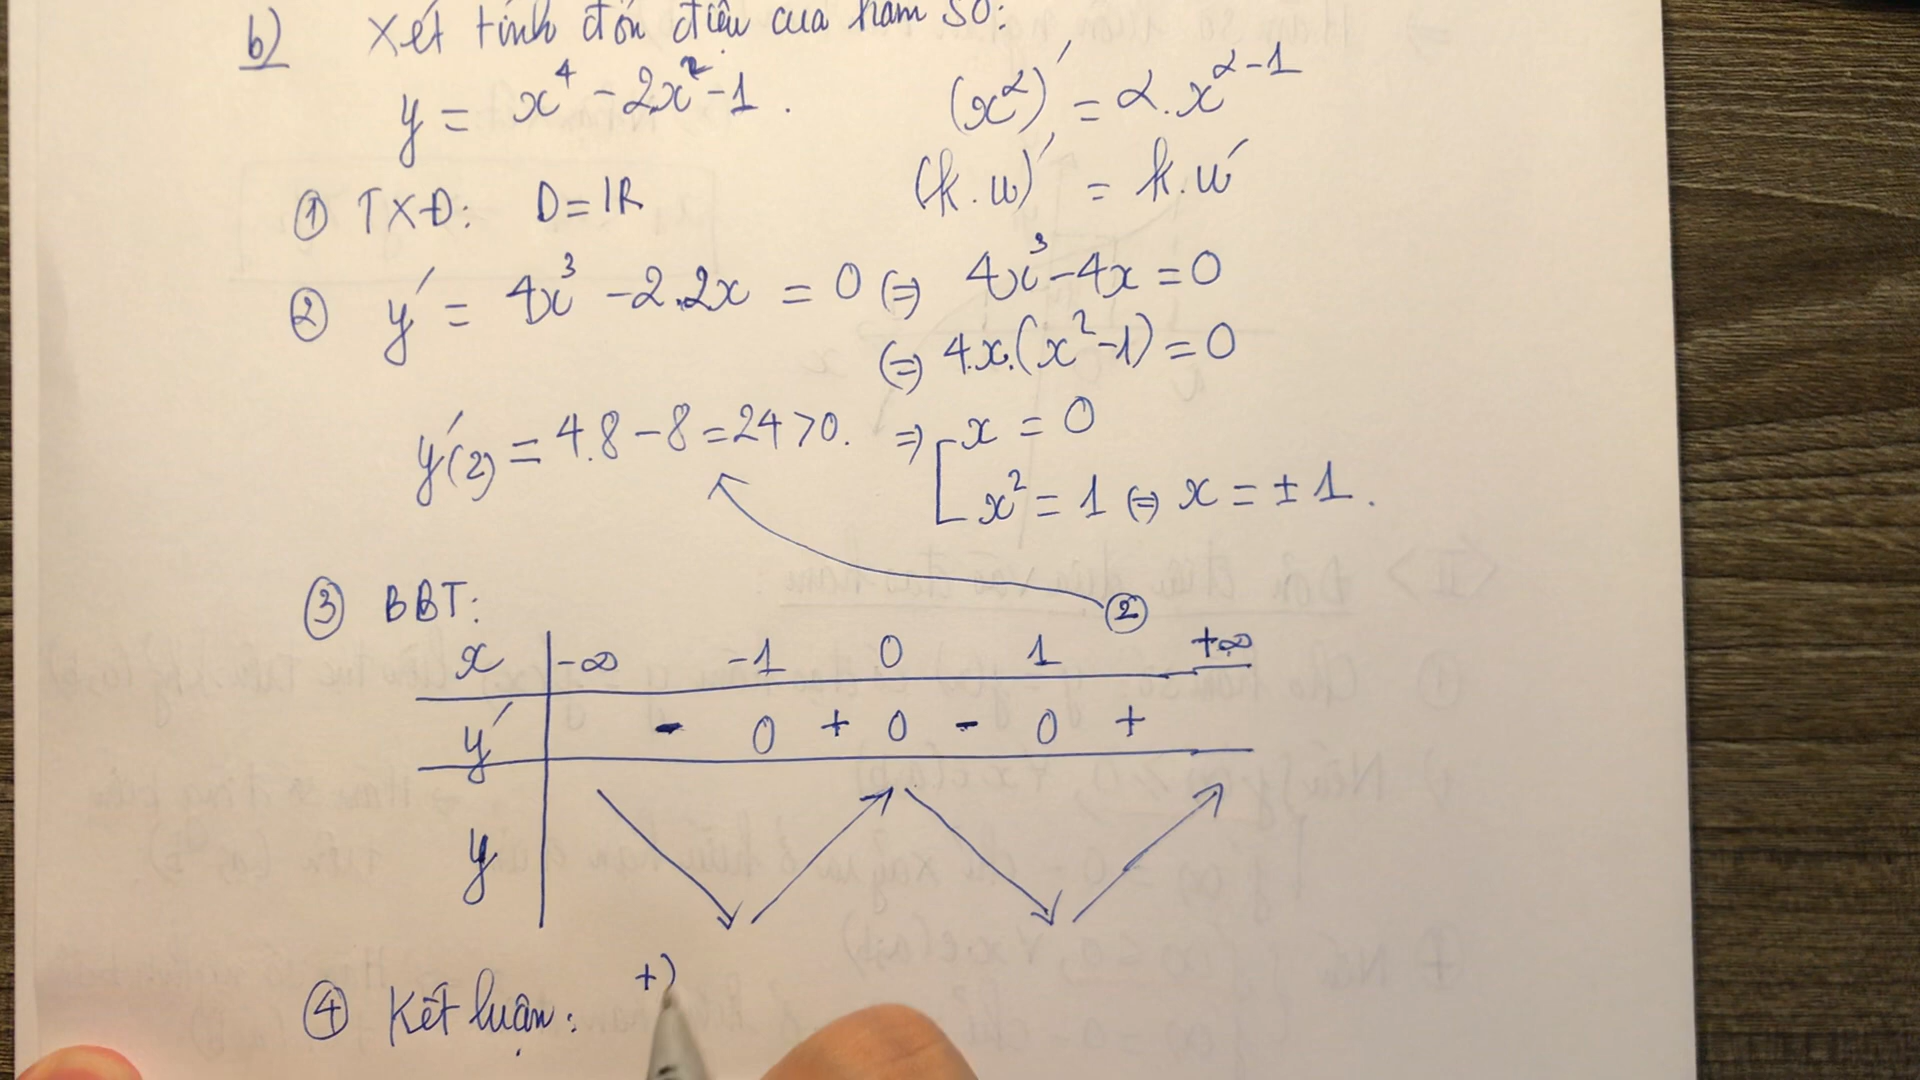 b) Xét tính đơn điệu của hàm số:
y = x⁴ - 2x² - 1 .
(x^α)' = α.x^(α-1)
(k.u)' = k.u'
① TXĐ: D = IR
② y' = 4x³ - 2.2x = 0 (=) 4x³ - 4x = 0
(=) 4.x.(x² - 1) = 0
y'(2) = 4.8 - 8 = 24 > 0. => [ x = 0
x² = 1 (=) x = ± 1 .
③ BBT:
②
x | -∞ -1 0 1 +∞
y' | - 0 + 0 - 0 +
y | ↘ ↗ ↘ ↗
④ Kết luận: +)